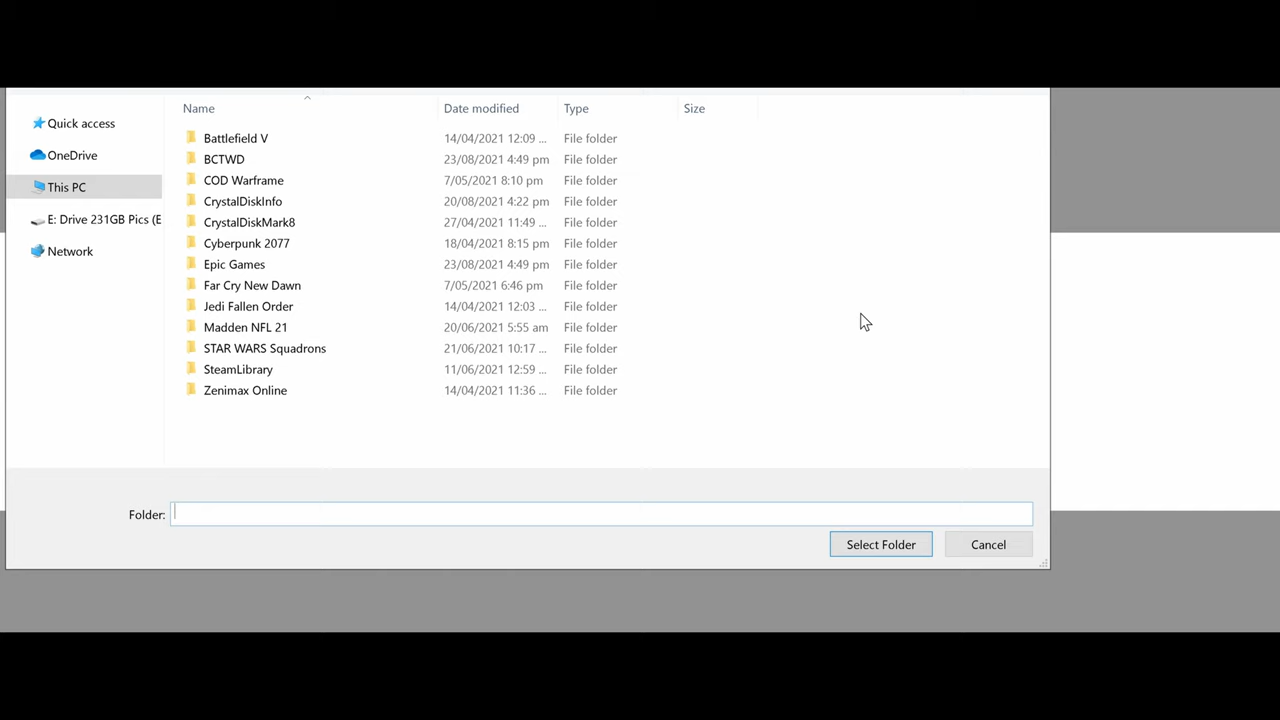 Name Date modified Type Size
Quick access
OneDrive
This PC
E: Drive 231GB Pics (E
Network
Battlefield V 14/04/2021 12:09 ... File folder
BCTWD 23/08/2021 4:49 pm File folder
COD Warframe 7/05/2021 8:10 pm File folder
CrystalDiskInfo 20/08/2021 4:22 pm File folder
CrystalDiskMark8 27/04/2021 11:49 ... File folder
Cyberpunk 2077 18/04/2021 8:15 pm File folder
Epic Games 23/08/2021 4:49 pm File folder
Far Cry New Dawn 7/05/2021 6:46 pm File folder
Jedi Fallen Order 14/04/2021 12:03 ... File folder
Madden NFL 21 20/06/2021 5:55 am File folder
STAR WARS Squadrons 21/06/2021 10:17 ... File folder
SteamLibrary 11/06/2021 12:59 ... File folder
Zenimax Online 14/04/2021 11:36 ... File folder
Folder:
Select Folder Cancel